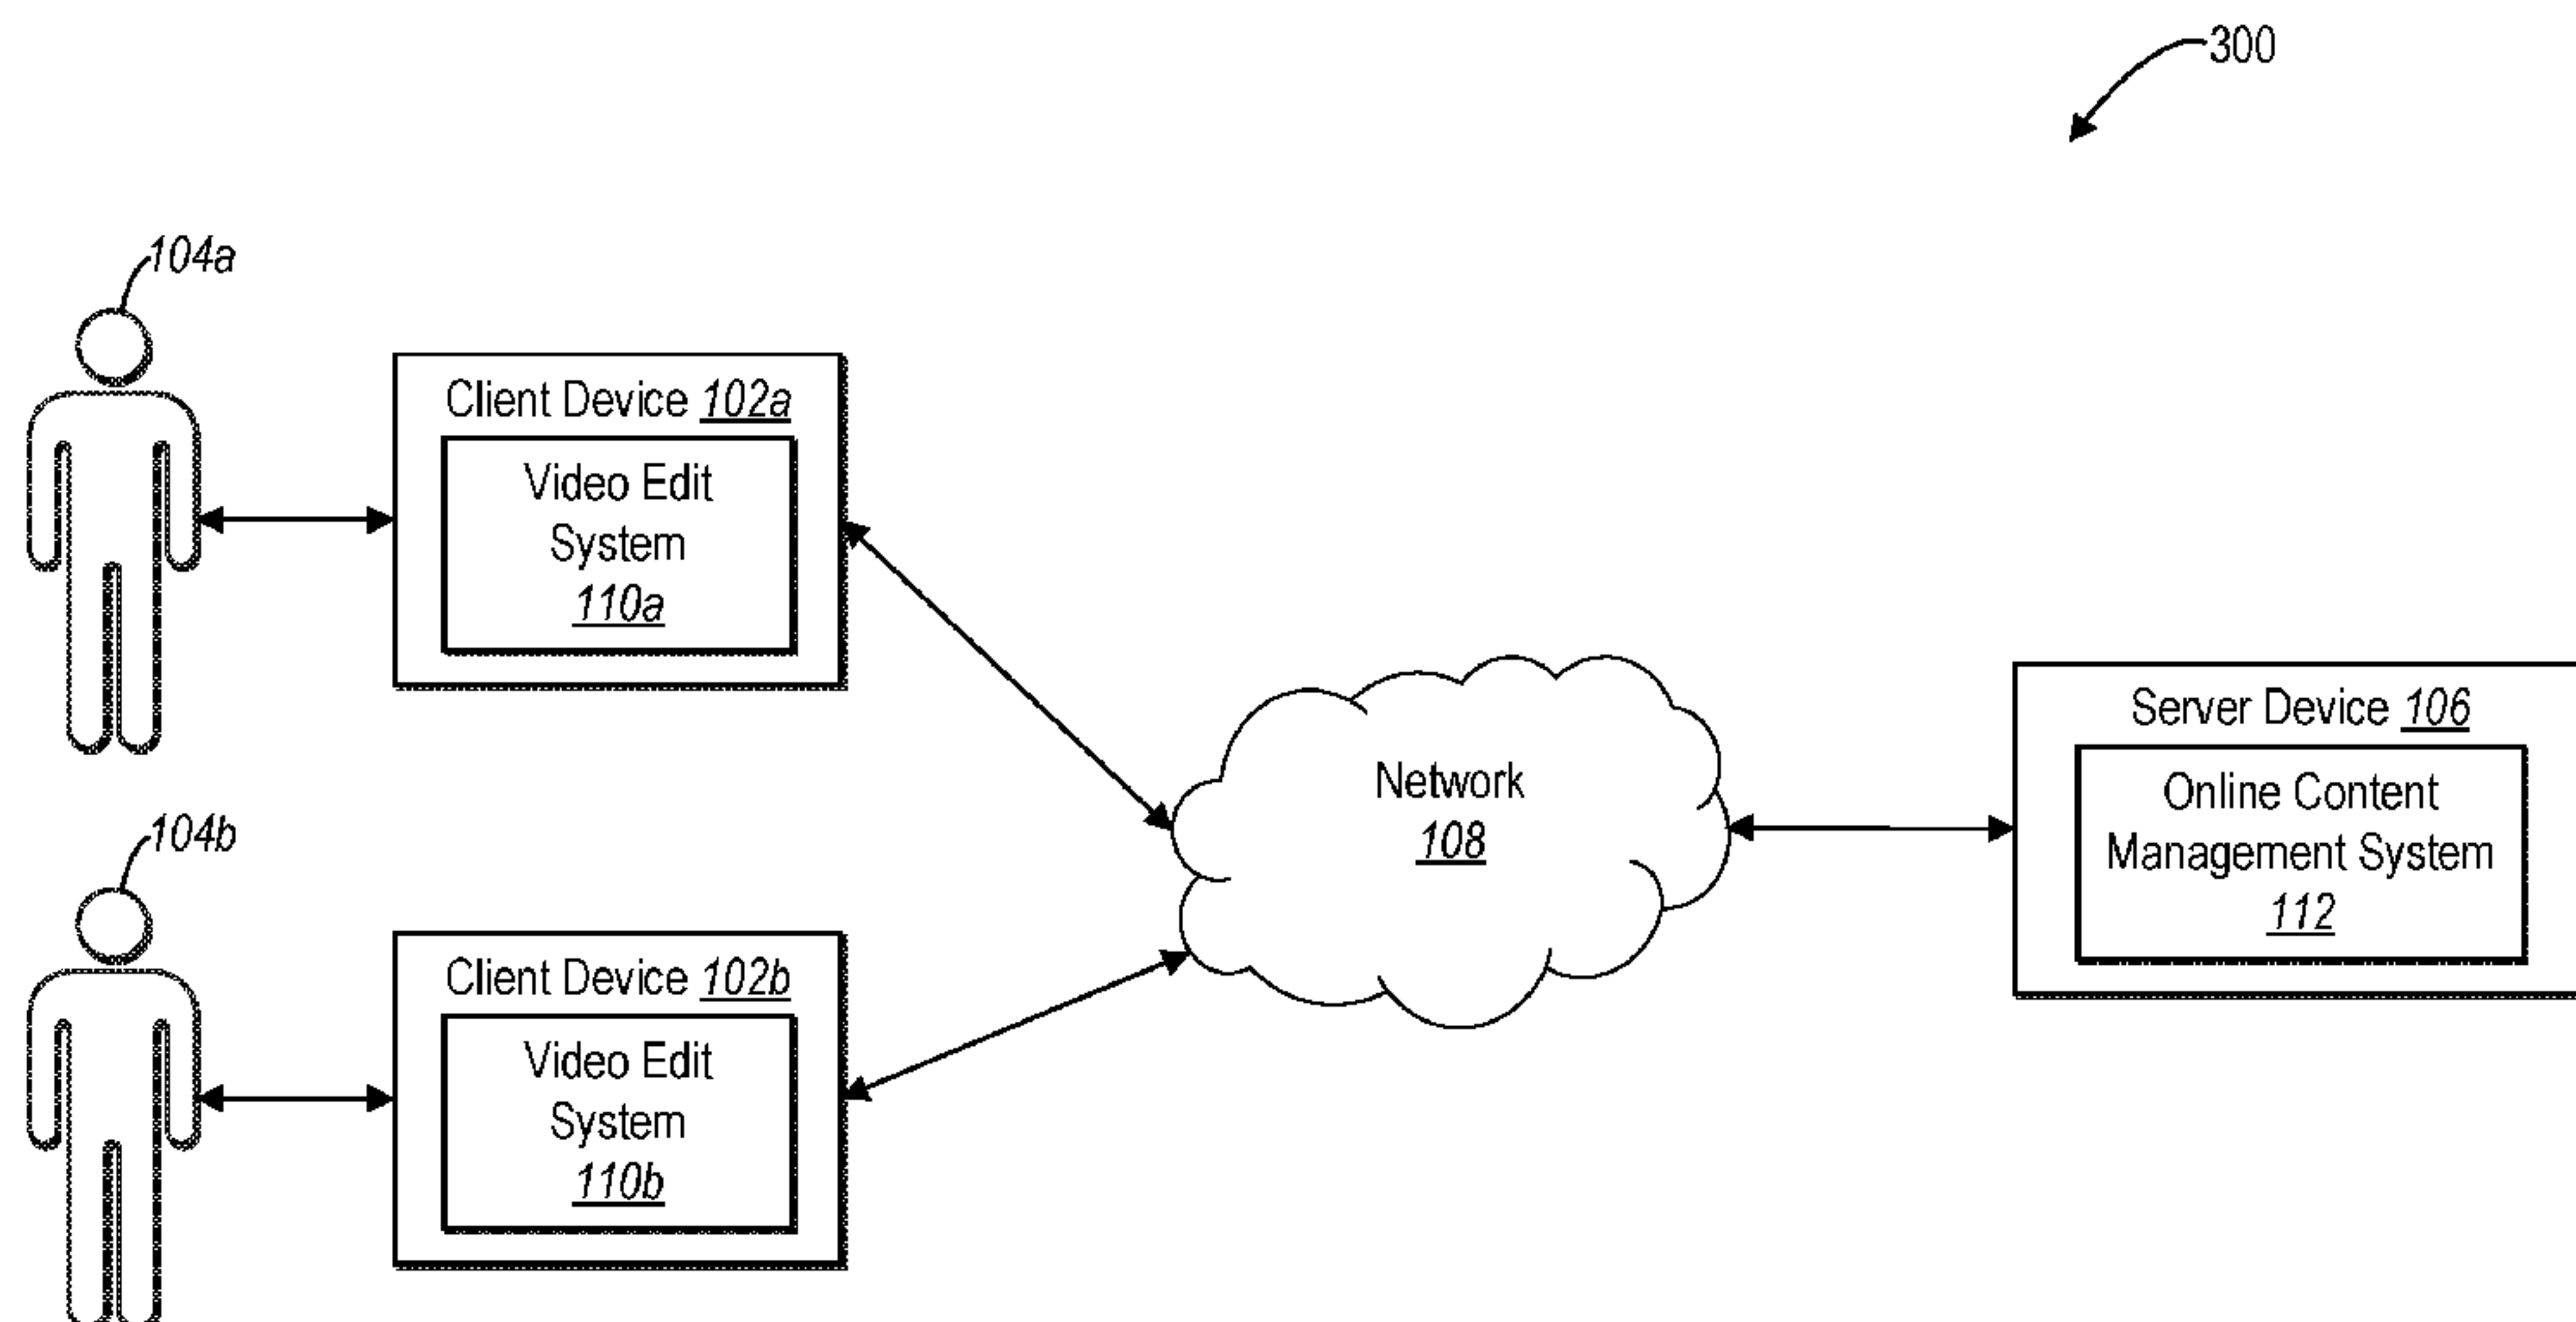 300
104a
Client Device 102a
Video Edit
System
110a
104b
Client Device 102b
Video Edit
System
110b
Network
108
Server Device 106
Online Content
Management System
112